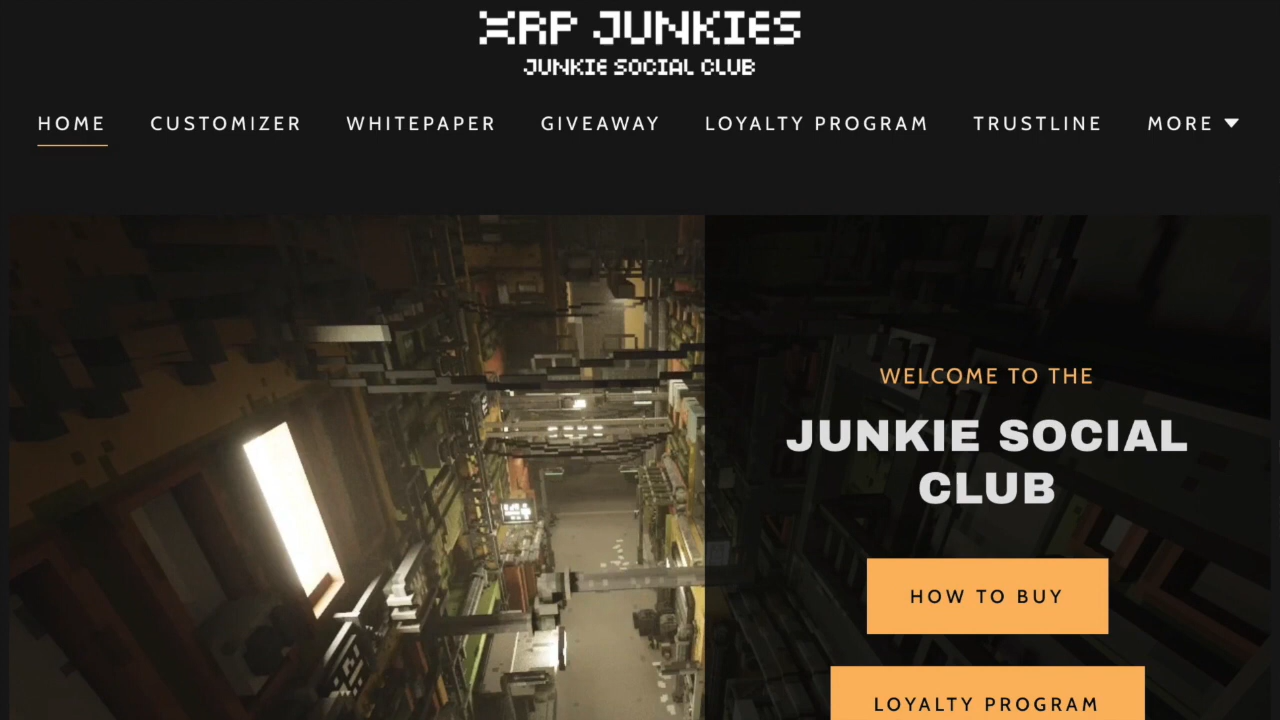 XRP JUNKIES
JUNKIE SOCIAL CLUB
HOME CUSTOMIZER WHITEPAPER GIVEAWAY LOYALTY PROGRAM TRUSTLINE MORE
WELCOME TO THE
JUNKIE SOCIAL
CLUB
HOW TO BUY
LOYALTY PROGRAM